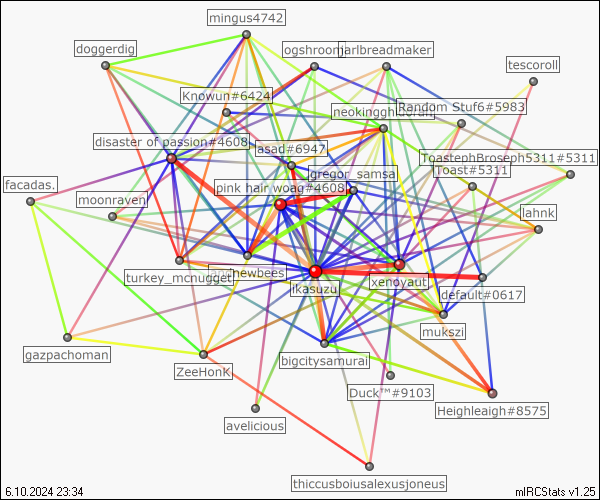 mingus4742
doggerdig
ogshroom
jarlbreadmaker
tescoroll
Knowun#6424
Random Stuf6#5983
disaster of passion#4608
asad#6947
ToastephBroseph5311#5311
gregor_samsa
Toast#5311
facadas.
pink hair woag#4608
moonraven
lahnk
turkey_mcnugget
ikasuzu
xenoyaut
default#0617
mukszi
gazpachoman
bigcitysamurai
ZeeHonK
Duck™#9103
Heighleaigh#8575
avelicious
thiccusboiusalexusjoneus
6.10.2024 23:34
mIRCStats v1.25